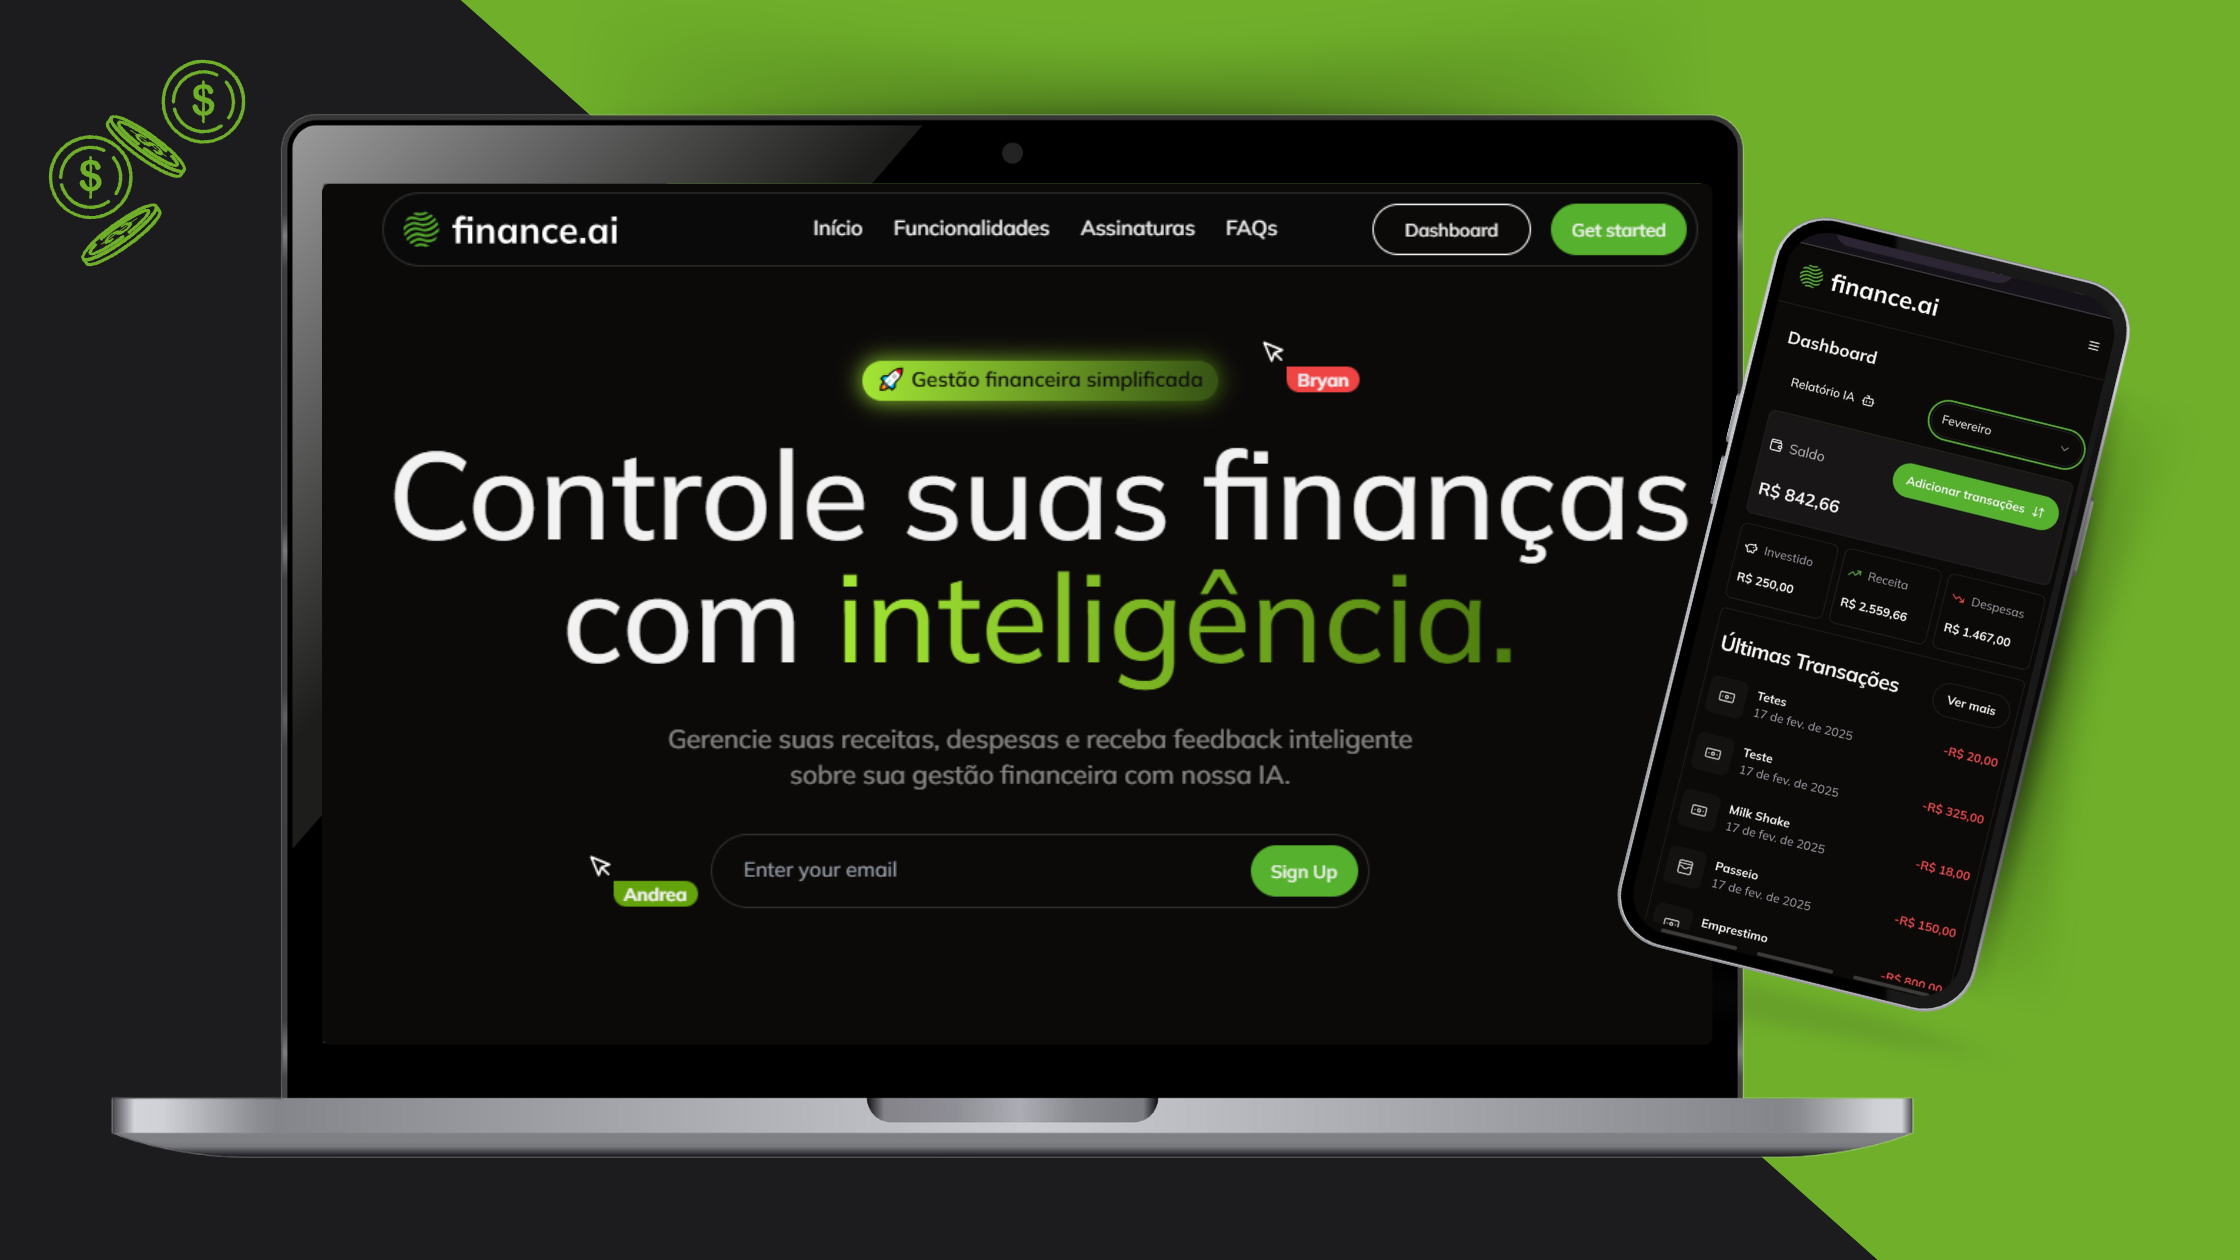 finance.ai
Início Funcionalidades Assinaturas FAQs
Dashboard
Get started
🚀 Gestão financeira simplificada
Bryan
Controle suas finanças
com inteligência.
Gerencie suas receitas, despesas e receba feedback inteligente
sobre sua gestão financeira com nossa IA.
Andrea
Enter your email
Sign Up
finance.ai
Dashboard
Relatório IA
Fevereiro
Saldo
R$ 842,66
Adicionar transações
Investido
R$ 250,00
Receita
R$ 2.559,66
Despesas
R$ 1.467,00
Últimas Transações
Ver mais
Tetes
17 de fev. de 2025
-R$ 20,00
Teste
17 de fev. de 2025
-R$ 325,00
Milk Shake
17 de fev. de 2025
-R$ 18,00
Passeio
17 de fev. de 2025
-R$ 150,00
Emprestimo
-R$ 800,00